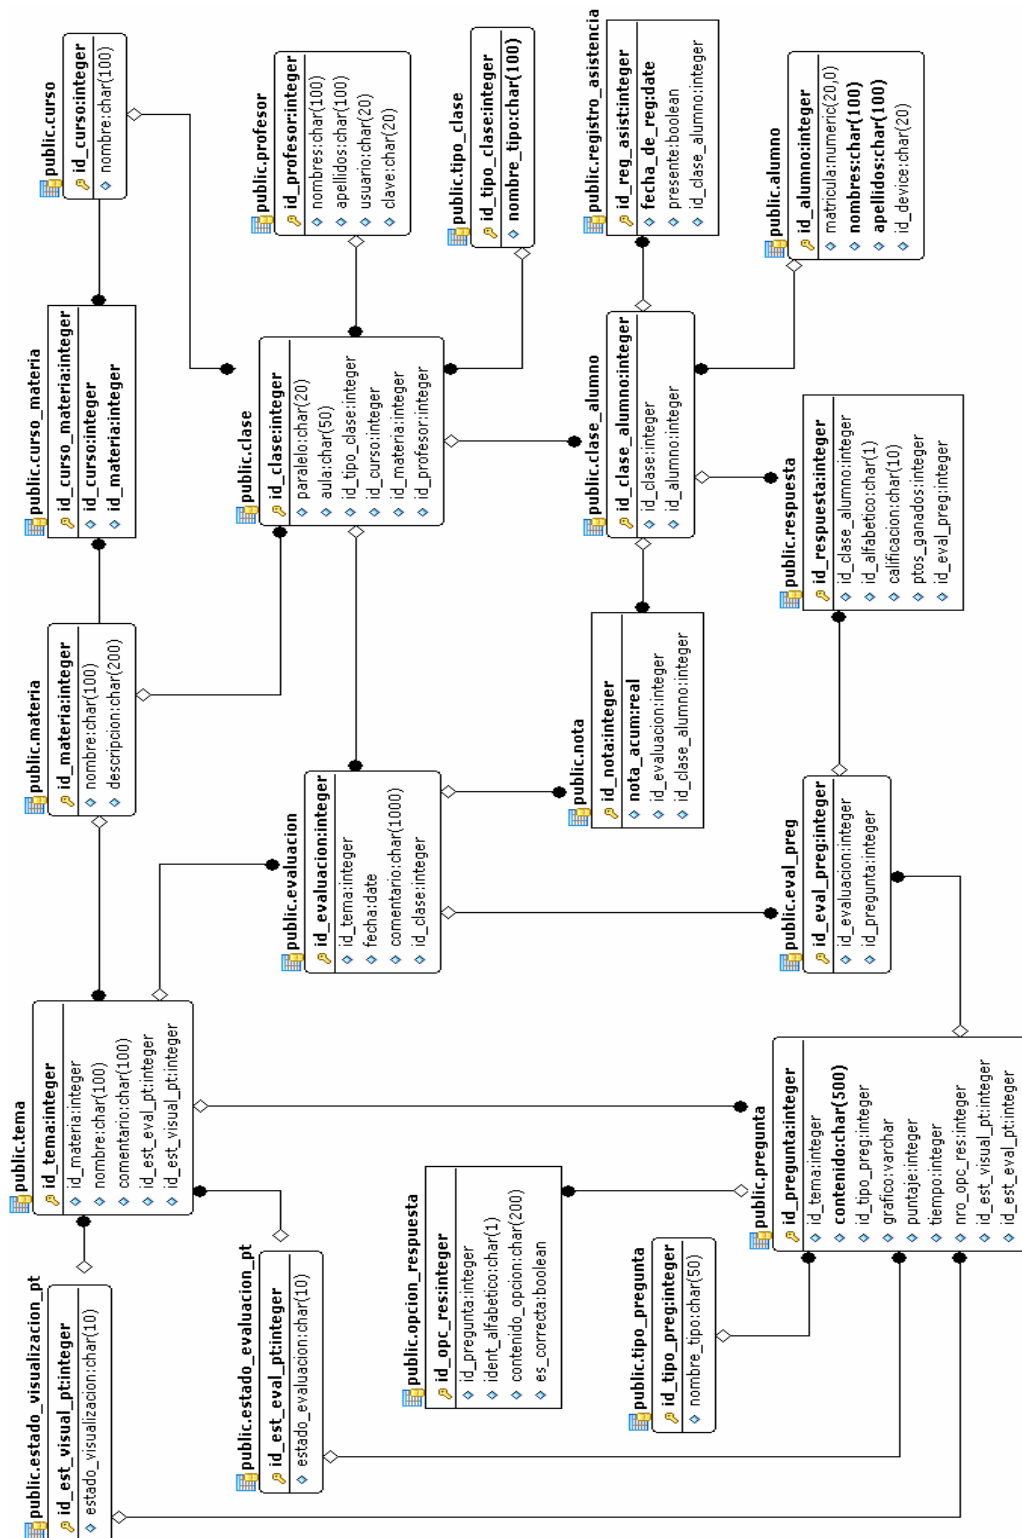 public.estado_visualizacion_pt
id_est_visual_pt:integer
estado_visualizacion:char(10)
public.tema
id_tema:integer
id_materia:integer
nombre:char(100)
comentario:char(100)
id_est_eval_pt:integer
id_est_visual_pt:integer
public.materia
id_materia:integer
nombre:char(100)
descripcion:char(200)
public.curso_materia
id_curso_materia:integer
id_curso:integer
id_materia:integer
public.curso
id_curso:integer
nombre:char(100)
public.estado_evaluacion_pt
id_est_eval_pt:integer
estado_evaluacion:char(10)
public.evaluacion
id_evaluacion:integer
id_tema:integer
fecha:date
comentario:char(1000)
id_clase:integer
public.clase
id_clase:integer
paralelo:char(20)
aula:char(50)
id_tipo_clase:integer
id_curso:integer
id_materia:integer
id_profesor:integer
public.profesor
id_profesor:integer
nombres:char(100)
apellidos:char(100)
usuario:char(20)
clave:char(20)
public.opcion_respuesta
id_opc_res:integer
id_pregunta:integer
ident_alfabetico:char(1)
contenido_opcion:char(200)
es_correcta:boolean
public.tipo_clase
id_tipo_clase:integer
nombre_tipo:char(100)
public.nota
id_nota:integer
nota_acum:real
id_evaluacion:integer
id_clase_alumno:integer
public.clase_alumno
id_clase_alumno:integer
id_clase:integer
id_alumno:integer
public.registro_asistencia
id_reg_asist:integer
fecha_de_reg:date
presente:boolean
id_clase_alumno:integer
public.tipo_pregunta
id_tipo_preg:integer
nombre_tipo:char(50)
public.pregunta
id_pregunta:integer
id_tema:integer
contenido:char(500)
id_tipo_preg:integer
grafico:varchar
puntaje:integer
tiempo:integer
nro_opc_res:integer
id_est_visual_pt:integer
id_est_eval_pt:integer
public.eval_preg
id_eval_preg:integer
id_evaluacion:integer
id_pregunta:integer
public.respuesta
id_respuesta:integer
id_clase_alumno:integer
id_alfabetico:char(1)
calificacion:char(10)
ptos_ganados:integer
id_eval_preg:integer
public.alumno
id_alumno:integer
matricula:numeric(20,0)
nombres:char(100)
apellidos:char(100)
id_device:char(20)